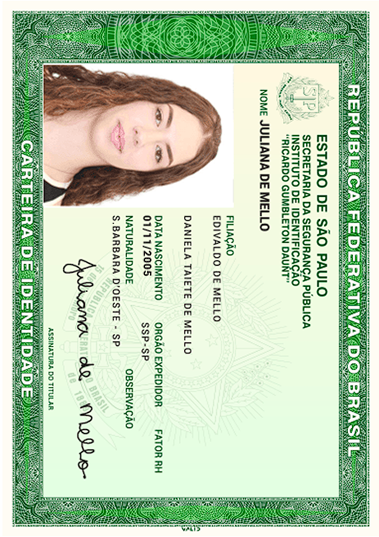 REPÚBLICA FEDERATIVA DO BRASIL
ESTADO DE SÃO PAULO
SECRETARIA DA SEGURANÇA PÚBLICA
INSTITUTO DE IDENTIFICAÇÃO
"RICARDO GUMBLETON DAUNT"
NOME JULIANA DE MELLO
FILIAÇÃO
EDIVALDO DE MELLO
DANIELA TAIETE DE MELLO
DATA NASCIMENTO ORGÃO EXPEDIDOR FATOR RH
01/11/2005 SSP-SP
NATURALIDADE OBSERVAÇÃO
S.BARBARA D'OESTE - SP
Juliana de Mello
ASSINATURA DO TITULAR
CARTEIRA DE IDENTIDADE